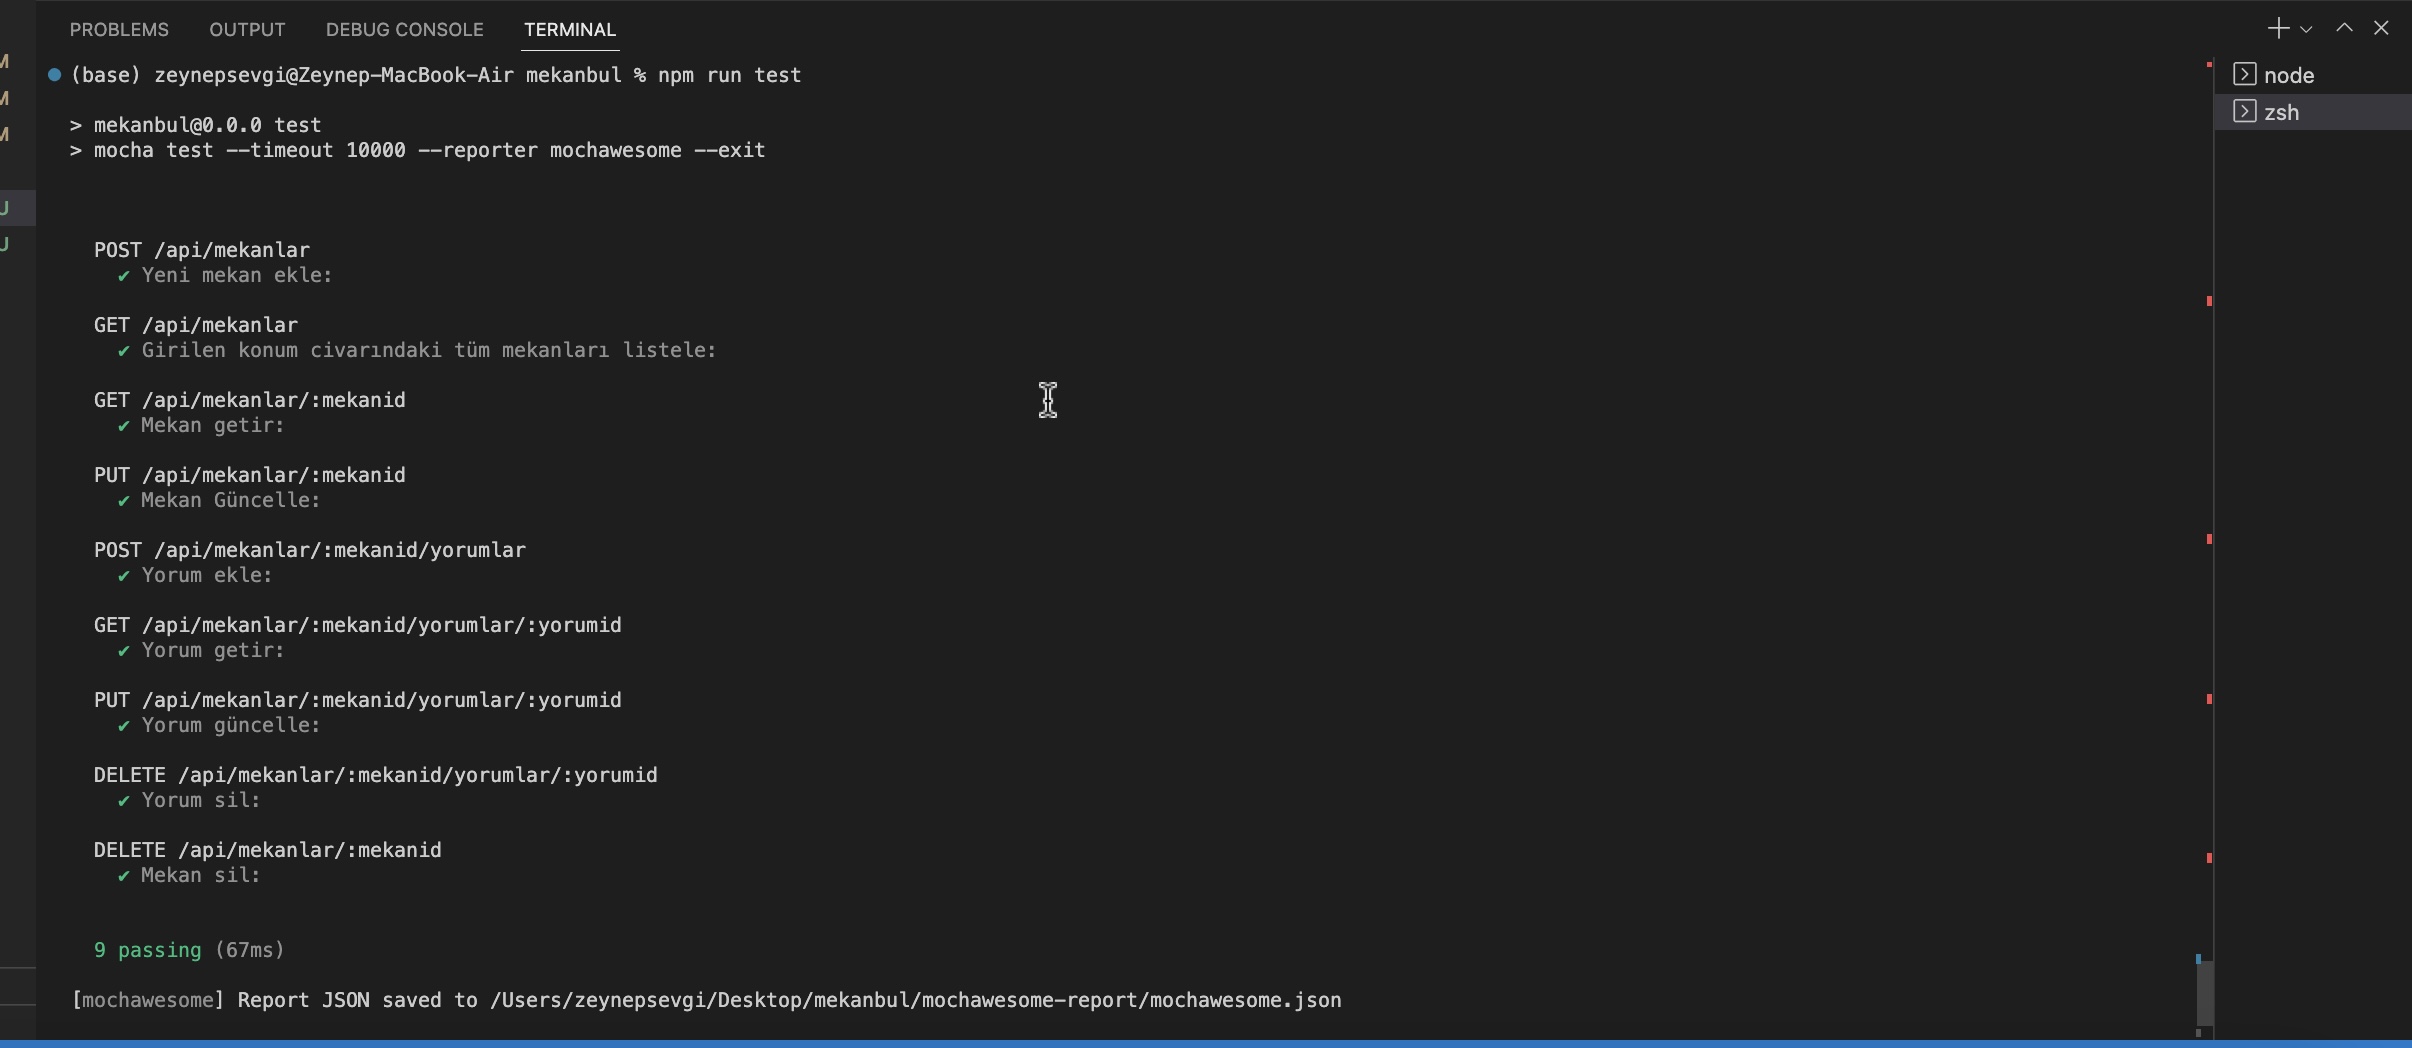 PROBLEMS OUTPUT DEBUG CONSOLE TERMINAL
(base) zeynepsevgi@Zeynep-MacBook-Air mekanbul % npm run test
> mekanbul@0.0.0 test
> mocha test --timeout 10000 --reporter mochawesome --exit
POST /api/mekanlar
✔ Yeni mekan ekle:
GET /api/mekanlar
✔ Girilen konum civarındaki tüm mekanları listele:
GET /api/mekanlar/:mekanid
✔ Mekan getir:
PUT /api/mekanlar/:mekanid
✔ Mekan Güncelle:
POST /api/mekanlar/:mekanid/yorumlar
✔ Yorum ekle:
GET /api/mekanlar/:mekanid/yorumlar/:yorumid
✔ Yorum getir:
PUT /api/mekanlar/:mekanid/yorumlar/:yorumid
✔ Yorum güncelle:
DELETE /api/mekanlar/:mekanid/yorumlar/:yorumid
✔ Yorum sil:
DELETE /api/mekanlar/:mekanid
✔ Mekan sil:
9 passing (67ms)
[mochawesome] Report JSON saved to /Users/zeynepsevgi/Desktop/mekanbul/mochawesome-report/mochawesome.json
node
zsh
M
M
M
U
U